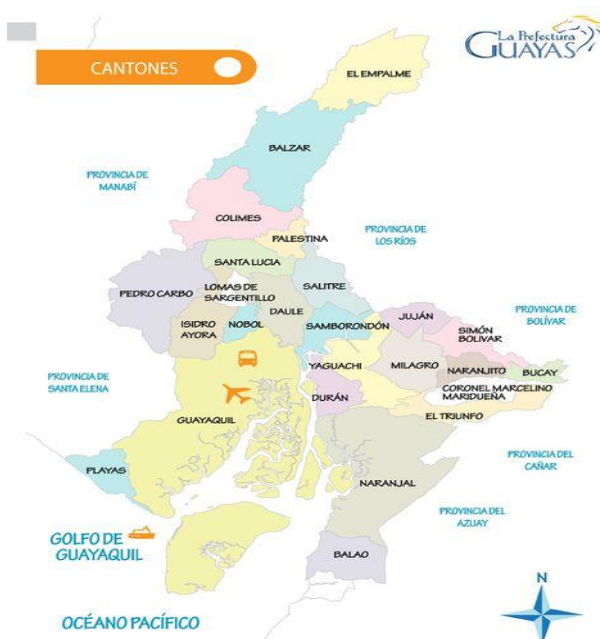 La Prefectura
GUAYAS
CANTONES
EL EMPALME
BALZAR
PROVINCIA DE
MANABÍ
COLIMES
PROVINCIA DE
LOS RÍOS
PALESTINA
SANTA LUCIA
LOMAS DE
SARGENTILLO
SALITRE
PEDRO CARBO
DAULE
ISIDRO
AYORA
NOBOL
SAMBORONDÓN
JUJÁN
PROVINCIA DE
BOLÍVAR
SIMÓN
BOLIVAR
YAGUACHI
MILAGRO
NARANJITO
BUCAY
PROVINCIA DE
SANTA ELENA
CORONEL MARCELINO
MARIDUEÑA
DURÁN
EL TRIUNFO
GUAYAQUIL
PLAYAS
PROVINCIA DEL
CAÑAR
NARANJAL
PROVINCIA DEL
AZUAY
GOLFO DE
GUAYAQUIL
BALAO
N
OCÉANO PACÍFICO